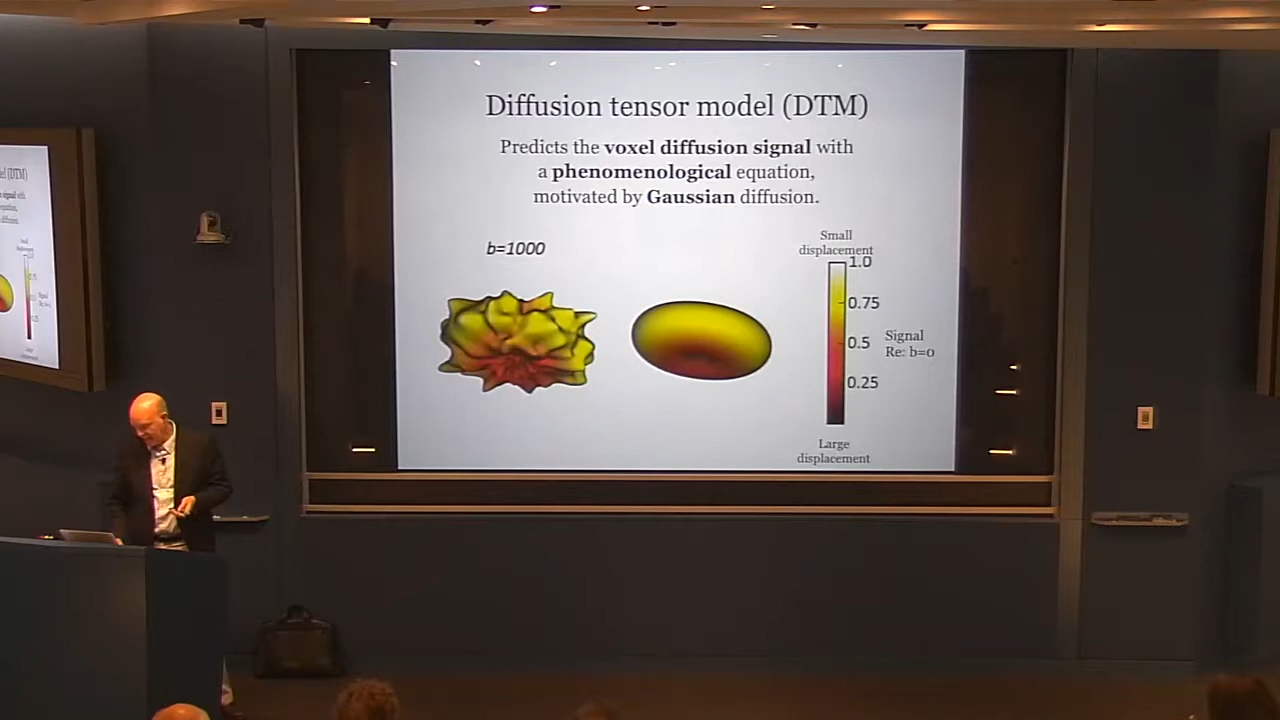 Diffusion tensor model (DTM)
Predicts the voxel diffusion signal with
a phenomenological equation,
motivated by Gaussian diffusion.
b=1000
Small
displacement
1.0
0.75
0.5
0.25
Signal
Re: b=0
Large
displacement